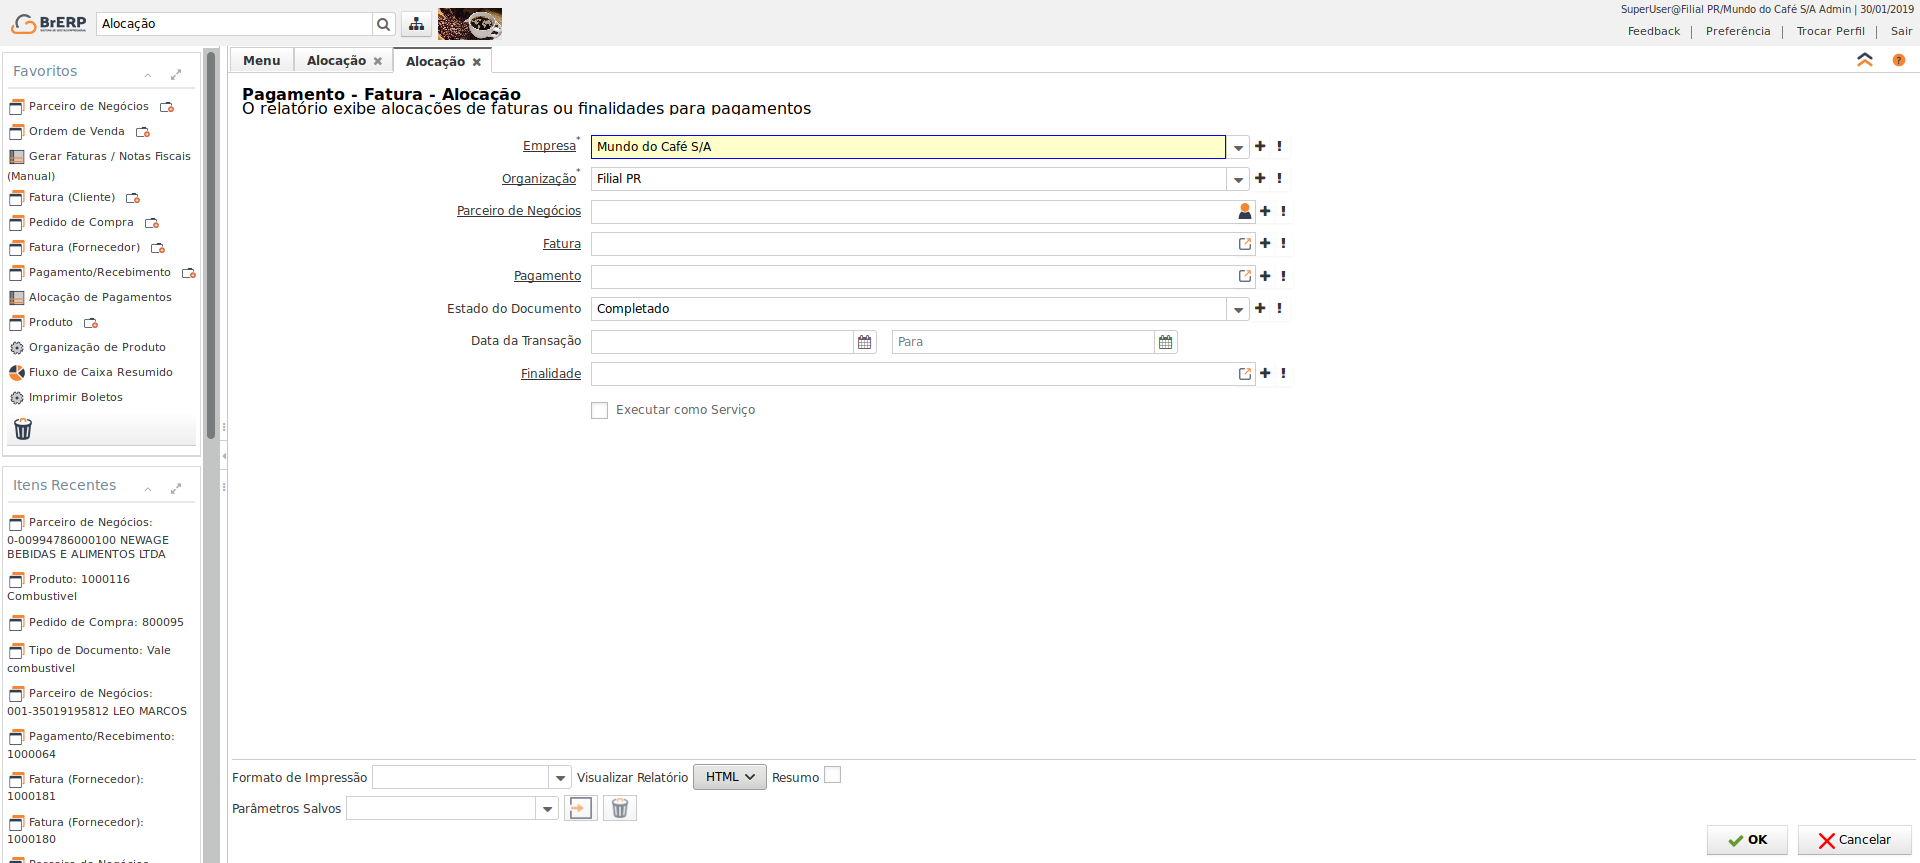 BrERP
Alocação
SuperUser@Filial PR/Mundo do Café S/A Admin | 30/01/2019
Feedback | Preferência | Trocar Perfil | Sair
Favoritos
Parceiro de Negócios
Ordem de Venda
Gerar Faturas / Notas Fiscais
(Manual)
Fatura (Cliente)
Pedido de Compra
Fatura (Fornecedor)
Pagamento/Recebimento
Alocação de Pagamentos
Produto
Organização de Produto
Fluxo de Caixa Resumido
Imprimir Boletos
Itens Recentes
Parceiro de Negócios:
0-00994786000100 NEWAGE
BEBIDAS E ALIMENTOS LTDA
Produto: 1000116
Combustivel
Pedido de Compra: 800095
Tipo de Documento: Vale
combustivel
Parceiro de Negócios:
001-35019195812 LEO MARCOS
Pagamento/Recebimento:
1000064
Fatura (Fornecedor):
1000181
Fatura (Fornecedor):
1000180
Parceiro de Negócios
Menu
Alocação
Alocação
Pagamento - Fatura - Alocação
O relatório exibe alocações de faturas ou finalidades para pagamentos
Empresa* Mundo do Café S/A
Organização* Filial PR
Parceiro de Negócios
Fatura
Pagamento
Estado do Documento Completado
Data da Transação Para
Finalidade
Executar como Serviço
Formato de Impressão Visualizar Relatório HTML Resumo
Parâmetros Salvos
OK Cancelar